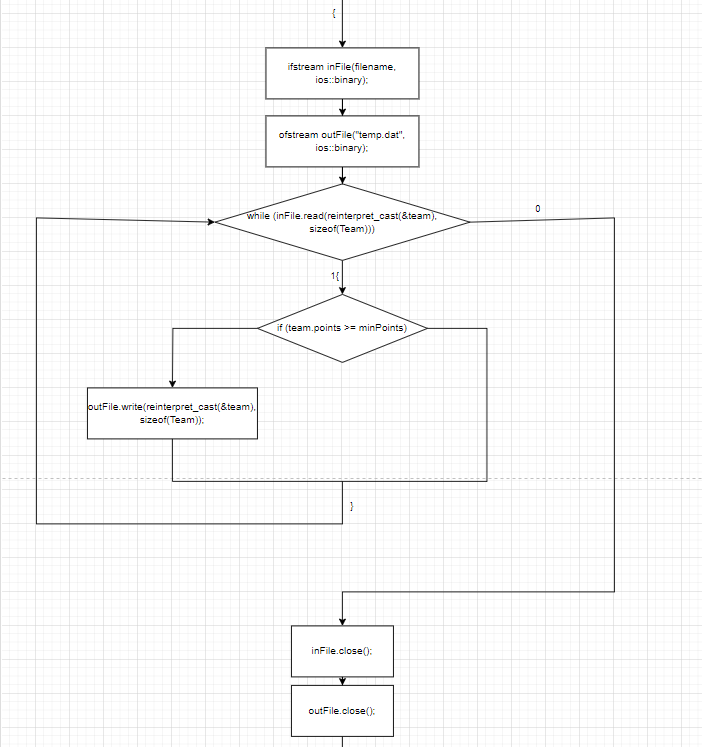 {
ifstream inFile(filename,
ios::binary);
ofstream outFile("temp.dat",
ios::binary);
while (inFile.read(reinterpret_cast(&team),
sizeof(Team)))
0
1{
if (team.points >= minPoints)
outFile.write(reinterpret_cast(&team),
sizeof(Team));
}
inFile.close();
outFile.close();